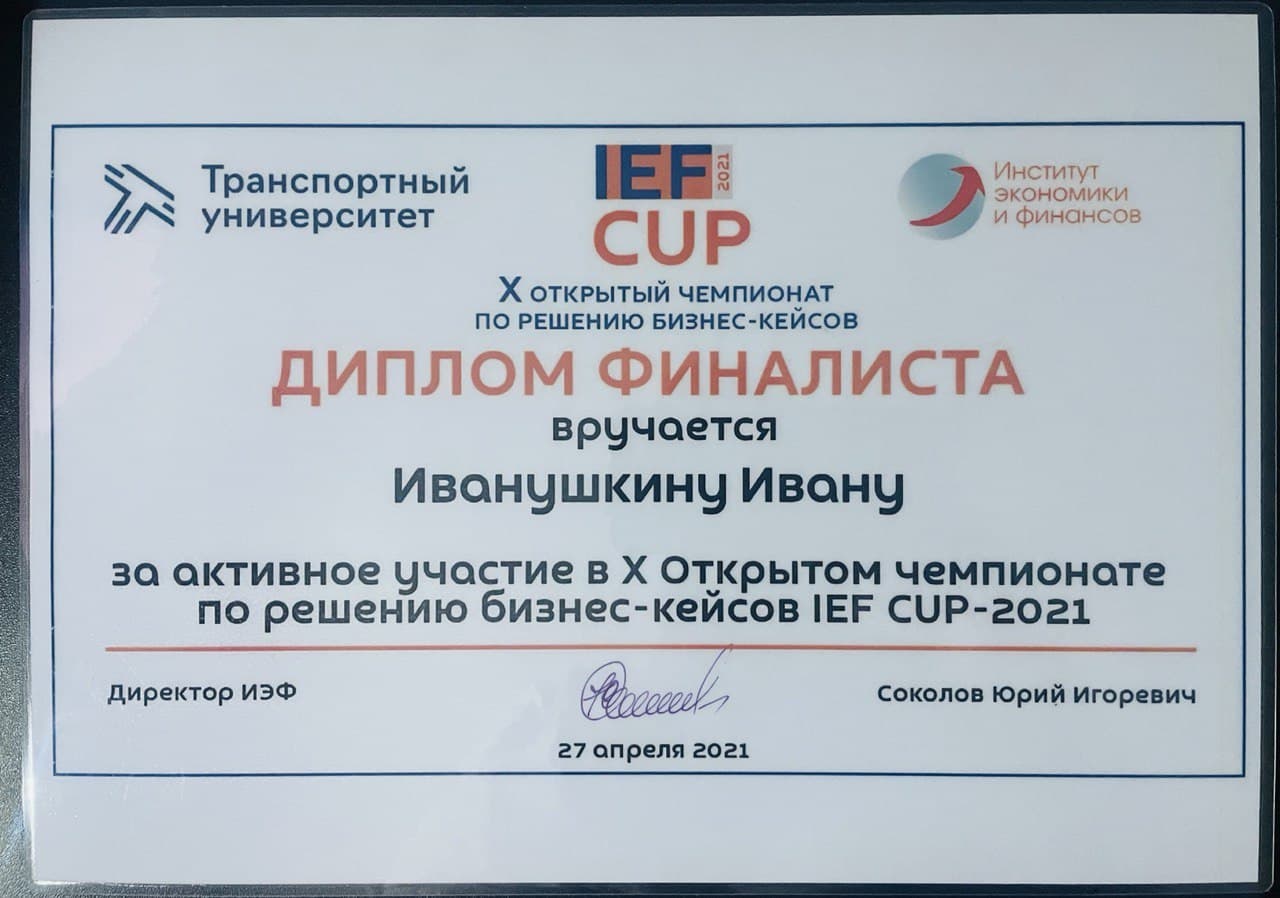 Транспортный
университет
IEF 2021
CUP
Институт
экономики
и финансов
X ОТКРЫТЫЙ ЧЕМПИОНАТ
ПО РЕШЕНИЮ БИЗНЕС-КЕЙСОВ
ДИПЛОМ ФИНАЛИСТА
вручается
Иванушкину Ивану
за активное участие в X Открытом чемпионате
по решению бизнес-кейсов IEF CUP-2021
Директор ИЭФ
Соколов Юрий Игоревич
27 апреля 2021